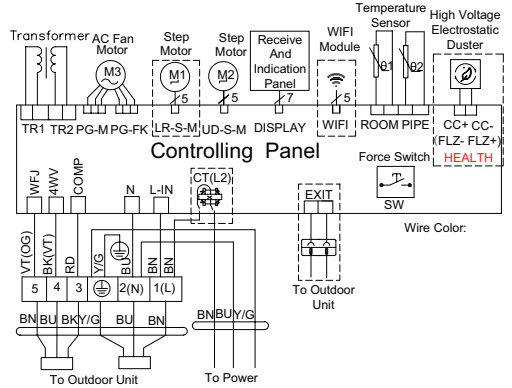 Transformer
AC Fan
Motor
Step
Motor
Step
Motor
Receive
And
Indication
Panel
WIFI
Module
Temperature
Sensor
High Voltage
Electrostatic
Duster
M3
M1
M2
θ1
θ2
5
5
7
5
TR1
TR2
PG-M
PG-FK
LR-S-M
UD-S-M
DISPLAY
WIFI
ROOM
PIPE
CC+ CC-
(FLZ- FLZ+)
HEALTH
Controlling Panel
Force Switch
SW
WFJ
4WV
COMP
N
L-IN
CT(L2)
EXIT
Wire Color:
VT(OG)
BK(VT)
RD
Y/G
BU
BN
BN
5
4
3
2(N)
1(L)
To Outdoor
Unit
BN
BU
BK
Y/G
BU
BN
BN
BU
Y/G
To Outdoor Unit
To Power